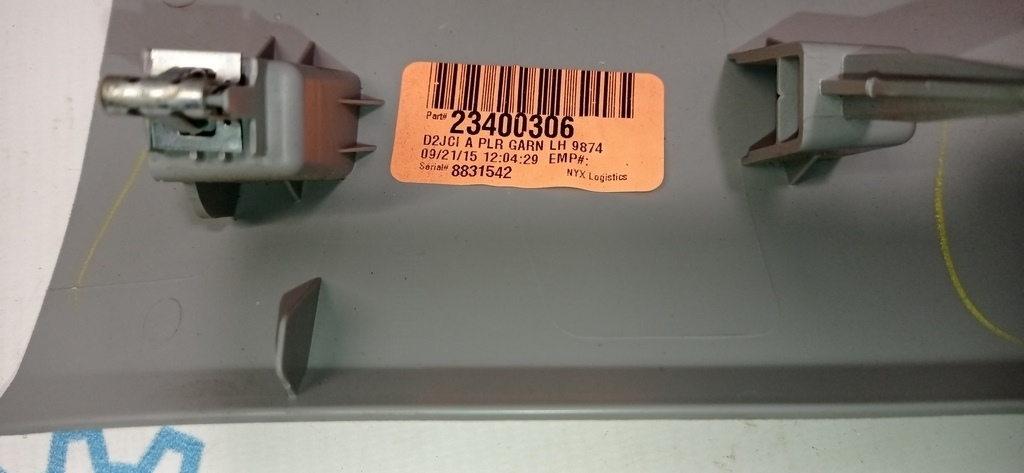 Part# 23400306
D2JCI A PLR GARN LH 9874
09/21/15 12:04:29 EMP#:
Serial# 8831542 NYX Logistics